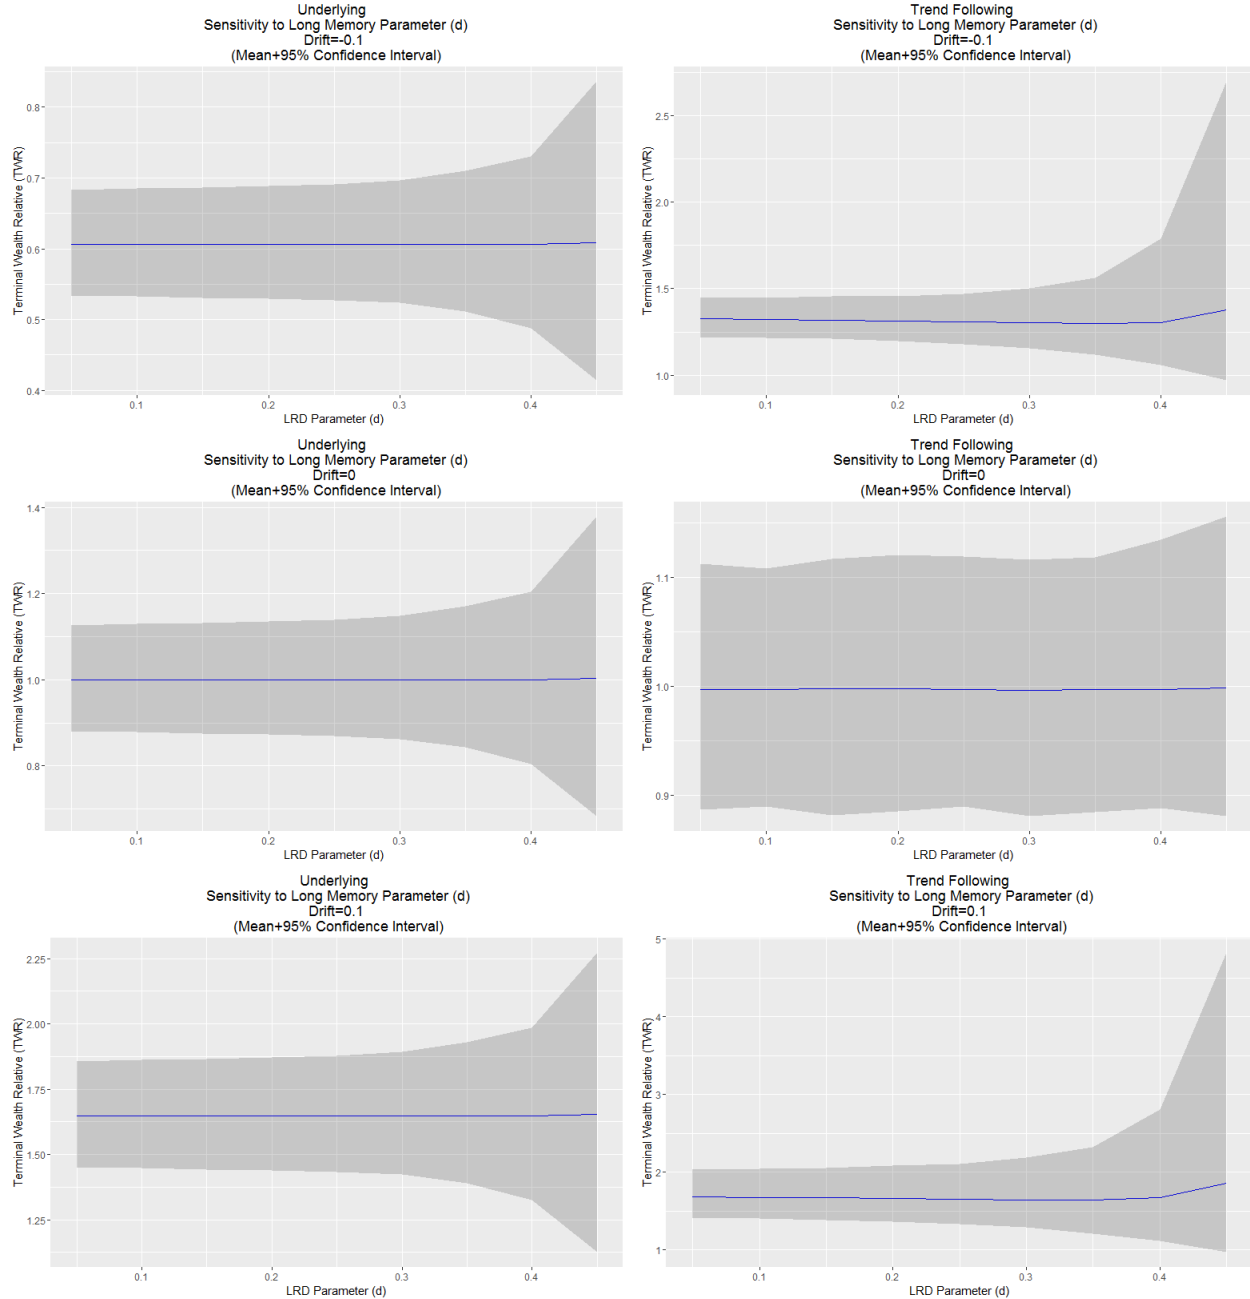 Underlying
Sensitivity to Long Memory Parameter (d)
Drift=-0.1
(Mean+95% Confidence Interval)
Terminal Wealth Relative (TWR)
0.8
0.7
0.6
0.5
0.4
0.1
0.2
0.3
0.4
LRD Parameter (d)
Trend Following
Sensitivity to Long Memory Parameter (d)
Drift=-0.1
(Mean+95% Confidence Interval)
Terminal Wealth Relative (TWR)
2.5
2.0
1.5
1.0
0.1
0.2
0.3
0.4
LRD Parameter (d)
Underlying
Sensitivity to Long Memory Parameter (d)
Drift=0
(Mean+95% Confidence Interval)
Terminal Wealth Relative (TWR)
1.4
1.2
1.0
0.8
0.1
0.2
0.3
0.4
LRD Parameter (d)
Trend Following
Sensitivity to Long Memory Parameter (d)
Drift=0
(Mean+95% Confidence Interval)
Terminal Wealth Relative (TWR)
1.1
1.0
0.9
0.1
0.2
0.3
0.4
LRD Parameter (d)
Underlying
Sensitivity to Long Memory Parameter (d)
Drift=0.1
(Mean+95% Confidence Interval)
Terminal Wealth Relative (TWR)
2.25
2.00
1.75
1.50
1.25
0.1
0.2
0.3
0.4
LRD Parameter (d)
Trend Following
Sensitivity to Long Memory Parameter (d)
Drift=0.1
(Mean+95% Confidence Interval)
Terminal Wealth Relative (TWR)
5
4
3
2
1
0.1
0.2
0.3
0.4
LRD Parameter (d)